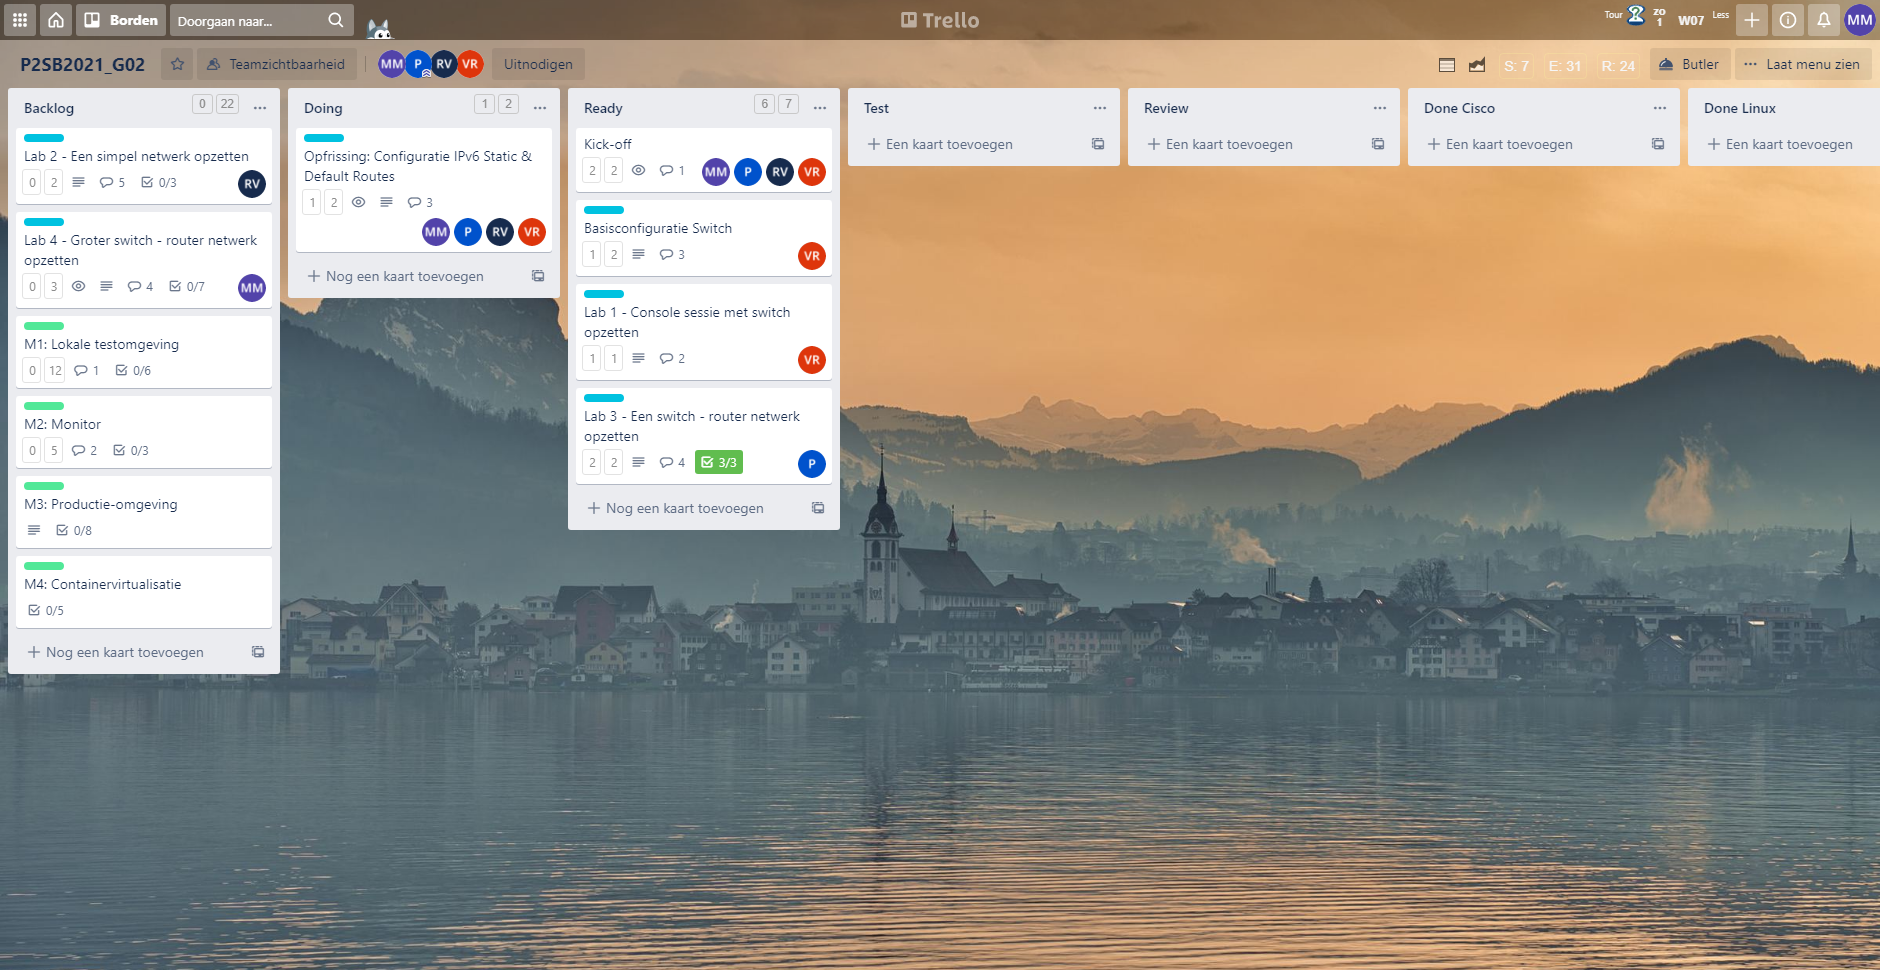 Borden
Doorgaan naar...
Trello
Tour
zo
1
W07
Less
MM
P2SB2021_G02
Teamzichtbaarheid
MM P RV VR
Uitnodigen
S: 7
E: 31
R: 24
Butler
Laat menu zien
Backlog
0 22
Lab 2 - Een simpel netwerk opzetten
0 2 5 0/3
RV
Lab 4 - Groter switch - router netwerk
opzetten
0 3 4 0/7
MM
M1: Lokale testomgeving
0 12 1 0/6
M2: Monitor
0 5 2 0/3
M3: Productie-omgeving
0/8
M4: Containervirtualisatie
0/5
Nog een kaart toevoegen
Doing
1 2
Opfrissing: Configuratie IPv6 Static &
Default Routes
1 2 3
MM P RV VR
Nog een kaart toevoegen
Ready
6 7
Kick-off
2 2 1
MM P RV VR
Basisconfiguratie Switch
1 2 3
VR
Lab 1 - Console sessie met switch
opzetten
1 1 2
VR
Lab 3 - Een switch - router netwerk
opzetten
2 2 4 3/3
P
Nog een kaart toevoegen
Test
Een kaart toevoegen
Review
Een kaart toevoegen
Done Cisco
Een kaart toevoegen
Done Linux
Een kaart toevoegen